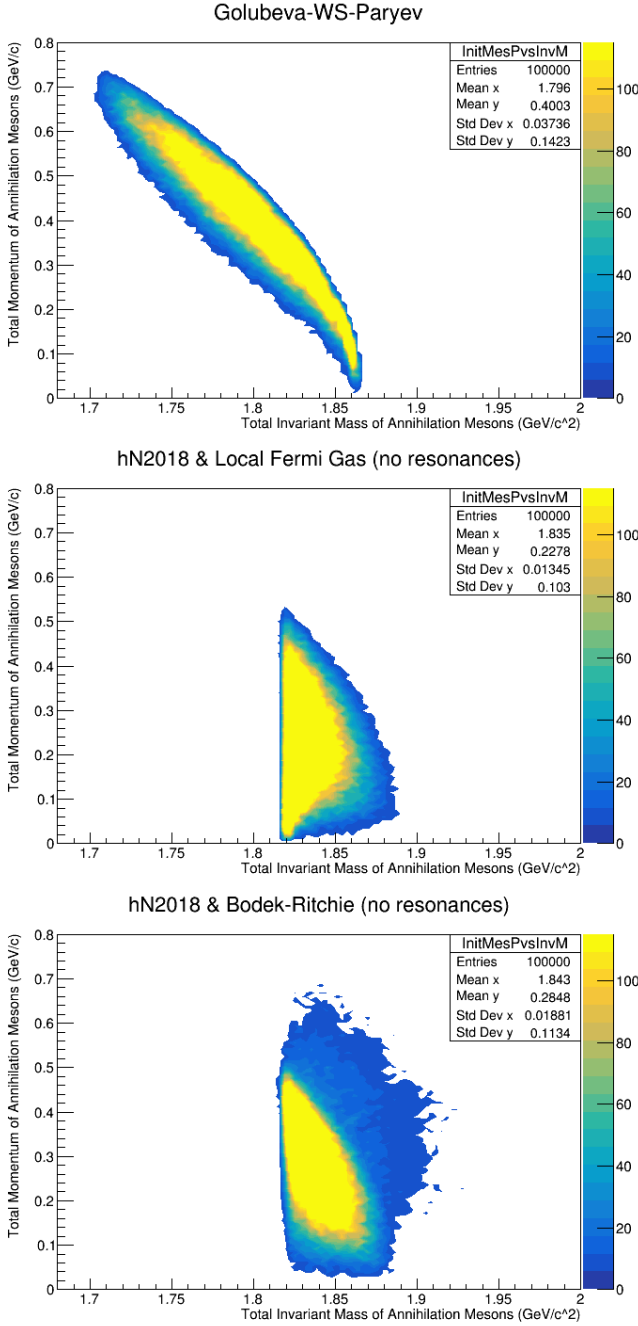 Golubeva-WS-Paryev
InitMesPvsInvM
Entries 100000
Mean x 1.796
Mean y 0.4003
Std Dev x 0.03736
Std Dev y 0.1423
Total Momentum of Annihilation Mesons (GeV/c)
0.8
0.7
0.6
0.5
0.4
0.3
0.2
0.1
0
100
80
60
40
20
0
1.7 1.75 1.8 1.85 1.9 1.95 2
Total Invariant Mass of Annihilation Mesons (GeV/c^2)
hN2018 & Local Fermi Gas (no resonances)
InitMesPvsInvM
Entries 100000
Mean x 1.835
Mean y 0.2278
Std Dev x 0.01345
Std Dev y 0.103
Total Momentum of Annihilation Mesons (GeV/c)
0.8
0.7
0.6
0.5
0.4
0.3
0.2
0.1
0
100
80
60
40
20
0
1.7 1.75 1.8 1.85 1.9 1.95 2
Total Invariant Mass of Annihilation Mesons (GeV/c^2)
hN2018 & Bodek-Ritchie (no resonances)
InitMesPvsInvM
Entries 100000
Mean x 1.843
Mean y 0.2848
Std Dev x 0.01881
Std Dev y 0.1134
Total Momentum of Annihilation Mesons (GeV/c)
0.8
0.7
0.6
0.5
0.4
0.3
0.2
0.1
0
100
80
60
40
20
0
1.7 1.75 1.8 1.85 1.9 1.95 2
Total Invariant Mass of Annihilation Mesons (GeV/c^2)